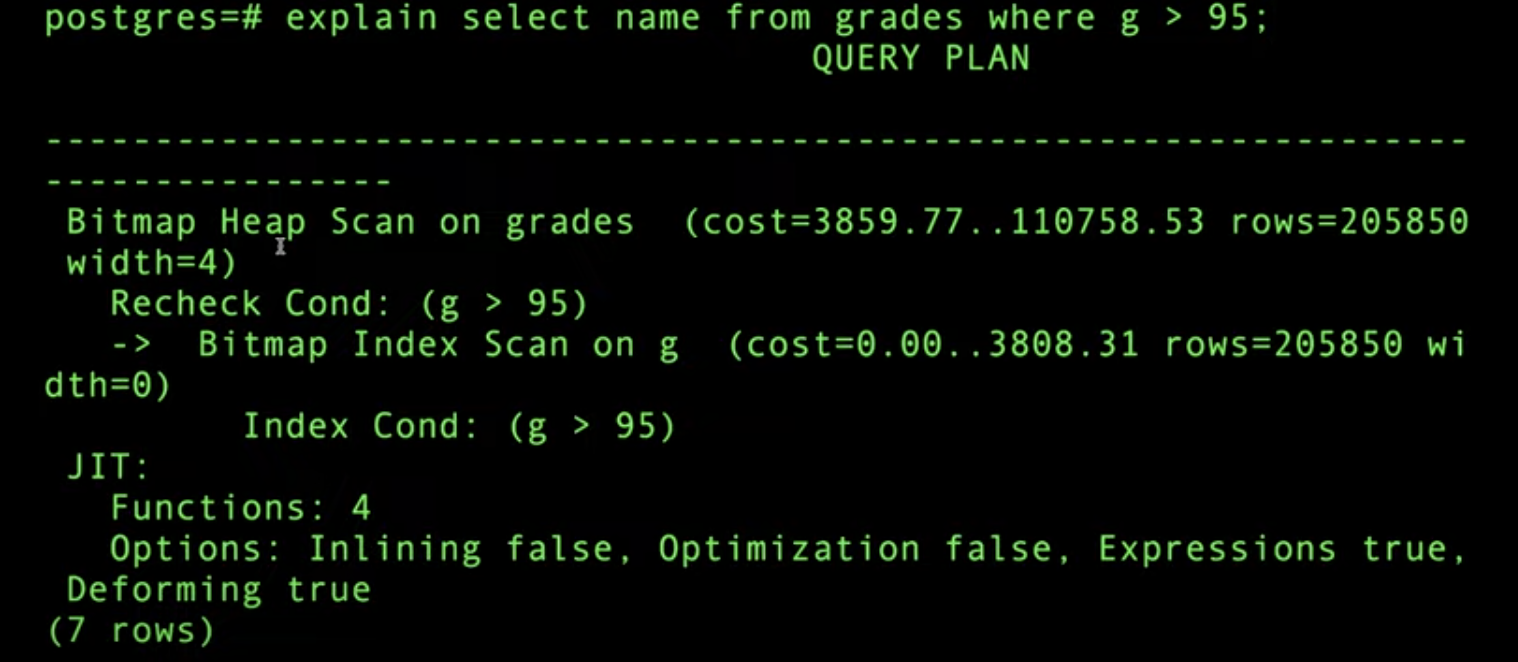 postgres=# explain select name from grades where g > 95;
QUERY PLAN
------------------------------------------------------------------
----------------
Bitmap Heap Scan on grades  (cost=3859.77..110758.53 rows=205850
width=4)
Recheck Cond: (g > 95)
->  Bitmap Index Scan on g  (cost=0.00..3808.31 rows=205850 wi
dth=0)
Index Cond: (g > 95)
JIT:
Functions: 4
Options: Inlining false, Optimization false, Expressions true,
Deforming true
(7 rows)